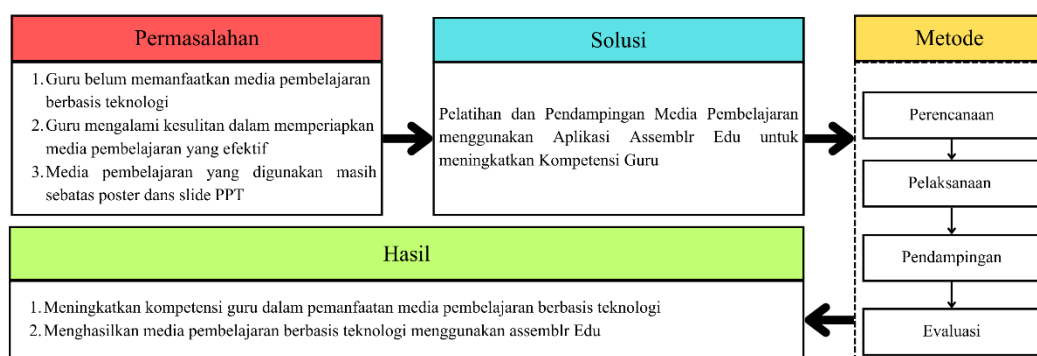 Permasalahan
1. Guru belum memanfaatkan media pembelajaran
berbasis teknologi
2. Guru mengalami kesulitan dalam memperiapkan
media pembelajaran yang efektif
3. Media pembelajaran yang digunakan masih
sebatas poster dans slide PPT
Solusi
Pelatihan dan Pendampingan Media Pembelajaran
menggunakan Aplikasi Assemblr Edu untuk
meningkatkan Kompetensi Guru
Metode
Perencanaan
Pelaksanaan
Pendampingan
Evaluasi
Hasil
1. Meningkatkan kompetensi guru dalam pemanfaatan media pembelajaran berbasis teknologi
2. Menghasilkan media pembelajaran berbasis teknologi menggunakan assemblr Edu